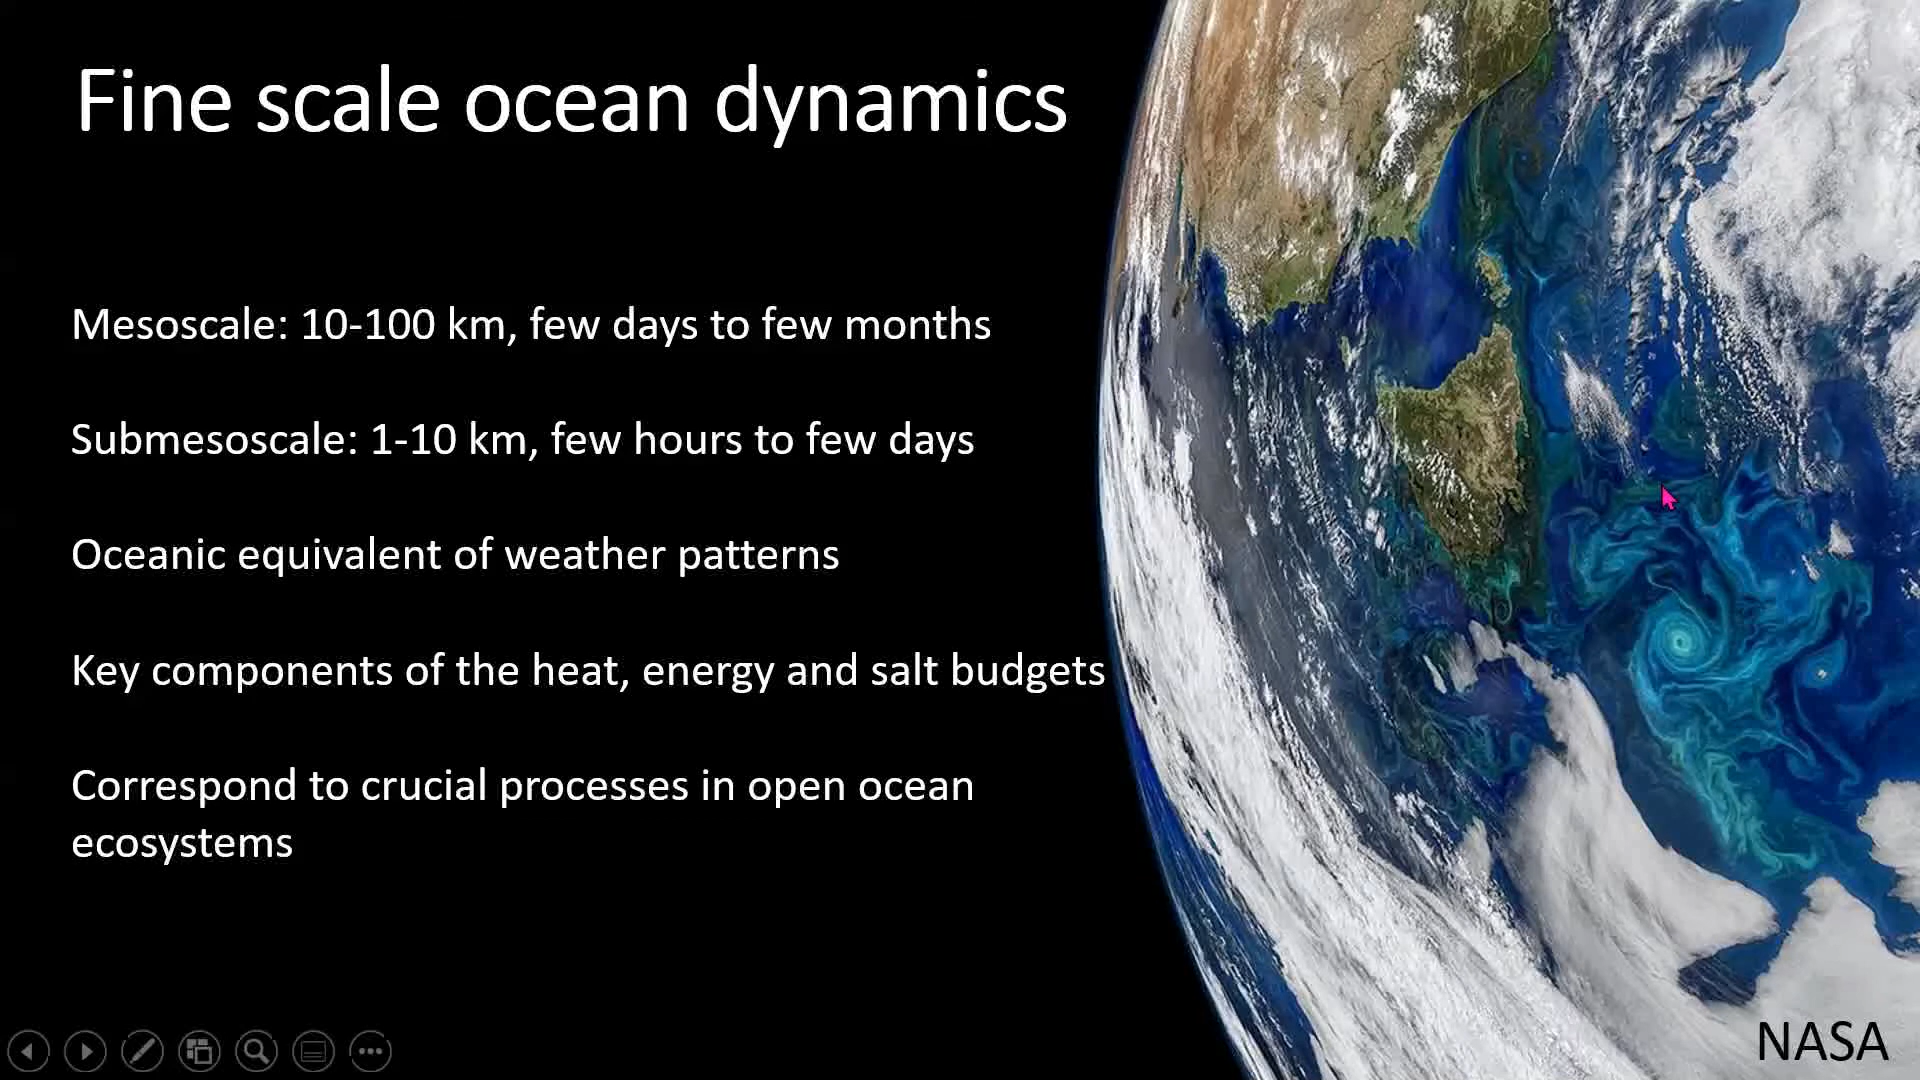 Fine scale ocean dynamics
Mesoscale: 10-100 km, few days to few months
Submesoscale: 1-10 km, few hours to few days
Oceanic equivalent of weather patterns
Key components of the heat, energy and salt budgets
Correspond to crucial processes in open ocean
ecosystems
NASA